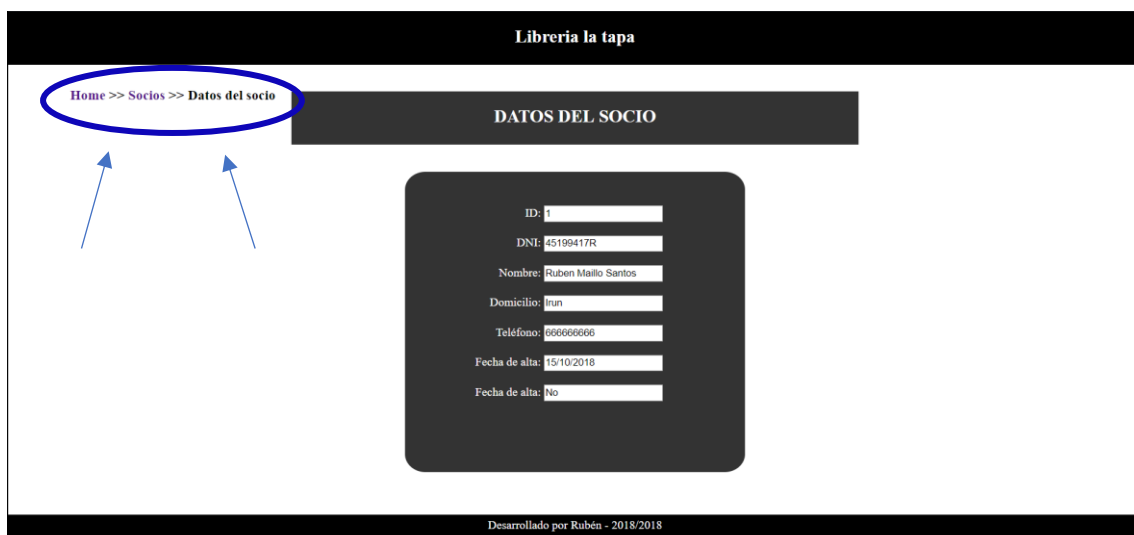 Libreria la tapa
Home >> Socios >> Datos del socio
DATOS DEL SOCIO
ID: 1
DNI: 45199417R
Nombre: Ruben Maillo Santos
Domicilio: Irun
Teléfono: 666666666
Fecha de alta: 15/10/2018
Fecha de alta: No
Desarrollado por Rubén - 2018/2018